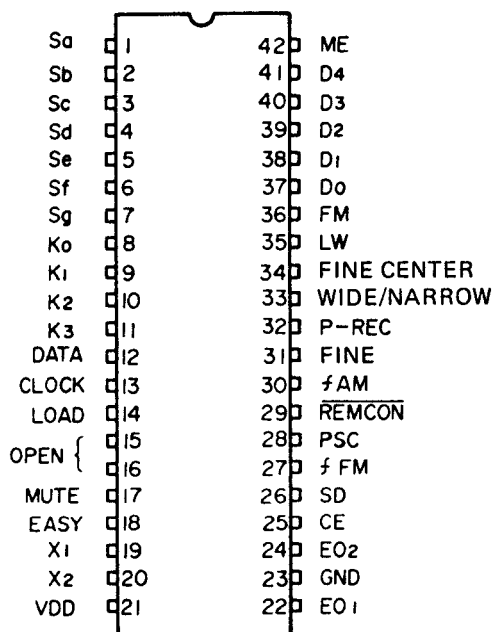 Sa 1 42 ME
Sb 2 41 D4
Sc 3 40 D3
Sd 4 39 D2
Se 5 38 D1
Sf 6 37 D0
Sg 7 36 FM
K0 8 35 LW
K1 9 34 FINE CENTER
K2 10 33 WIDE/NARROW
K3 11 32 P-REC
DATA 12 31 FINE
CLOCK 13 30 fAM
LOAD 14 29 REMCON
OPEN { 15 28 PSC
16 27 f FM
MUTE 17 26 SD
EASY 18 25 CE
X1 19 24 EO2
X2 20 23 GND
VDD 21 22 EO1